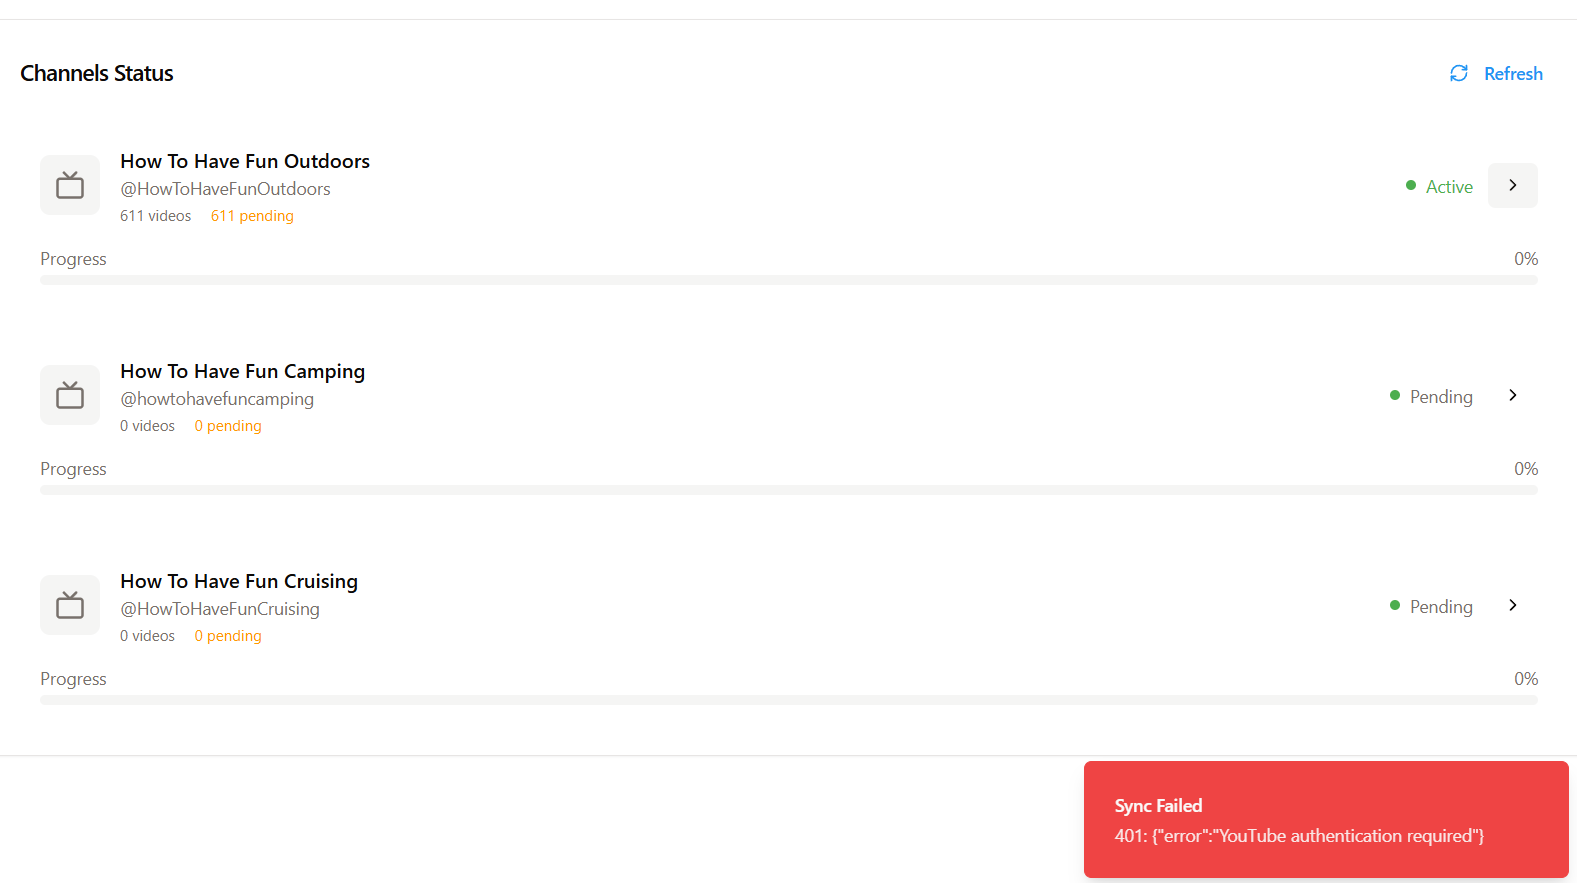 Channels Status
Refresh
How To Have Fun Outdoors
@HowToHaveFunOutdoors
611 videos 611 pending
Active
Progress 0%
How To Have Fun Camping
@howtohavefuncamping
0 videos 0 pending
Pending
Progress 0%
How To Have Fun Cruising
@HowToHaveFunCruising
0 videos 0 pending
Pending
Progress 0%
Sync Failed
401: {"error":"YouTube authentication required"}